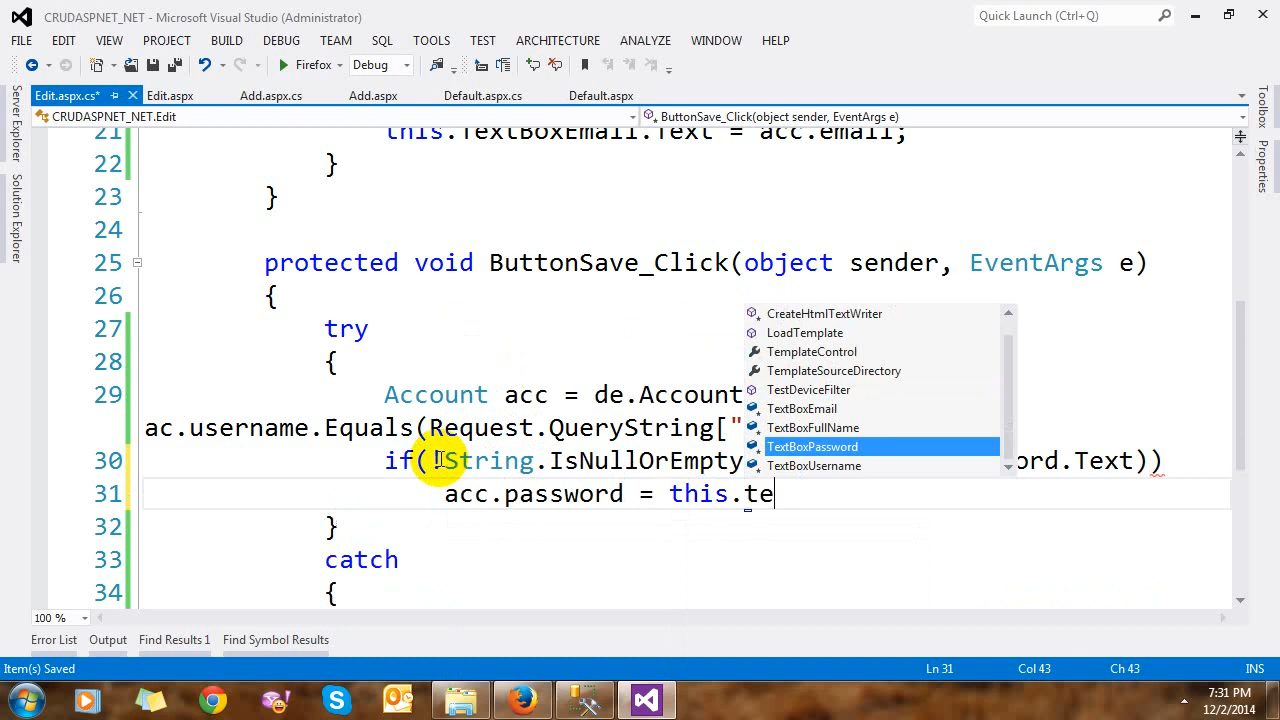 CRUDASPNET_NET - Microsoft Visual Studio (Administrator)
Quick Launch (Ctrl+Q)
FILE EDIT VIEW PROJECT BUILD DEBUG TEAM SQL TOOLS TEST ARCHITECTURE ANALYZE WINDOW HELP
Firefox Debug
Edit.aspx.cs* Edit.aspx Add.aspx.cs Add.aspx Default.aspx.cs Default.aspx
CRUDASPNET_NET.Edit ButtonSave_Click(object sender, EventArgs e)
Server Explorer
Solution Explorer
Toolbox
Properties
21 this.TextBoxEmail.Text = acc.email;
22 }
23 }
24
25 protected void ButtonSave_Click(object sender, EventArgs e)
26 {
27 try
28 {
29 Account acc = de.Account
ac.username.Equals(Request.QueryString["
30 if(!String.IsNullOrEmpty ord.Text))
31 acc.password = this.te
32 }
33 catch
34 {
CreateHtmlTextWriter
LoadTemplate
TemplateControl
TemplateSourceDirectory
TestDeviceFilter
TextBoxEmail
TextBoxFullName
TextBoxPassword
TextBoxUsername
100 %
Error List Output Find Results 1 Find Symbol Results
Item(s) Saved Ln 31 Col 43 Ch 43 INS
7:31 PM
12/2/2014